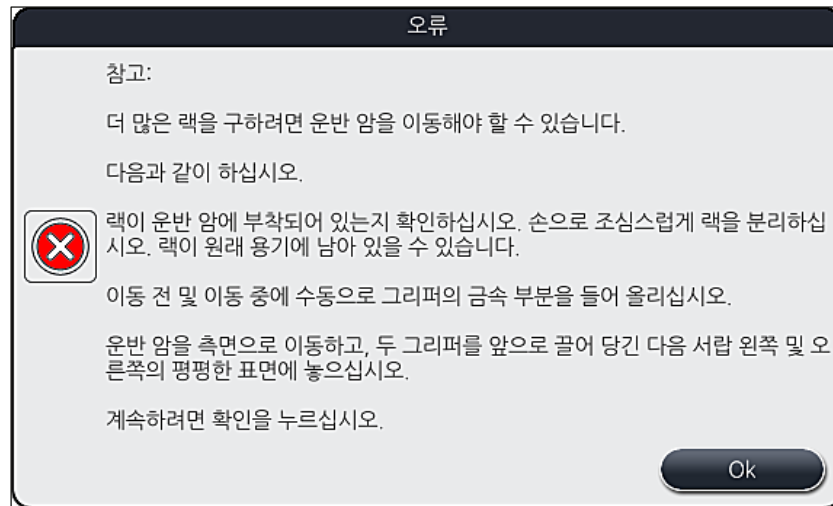 오류
참고:
더 많은 랙을 구하려면 운반 암을 이동해야 할 수 있습니다.
다음과 같이 하십시오.
랙이 운반 암에 부착되어 있는지 확인하십시오. 손으로 조심스럽게 랙을 분리하십
시오. 랙이 원래 용기에 남아 있을 수 있습니다.
이동 전 및 이동 중에 수동으로 그리퍼의 금속 부분을 들어 올리십시오.
운반 암을 측면으로 이동하고, 두 그리퍼를 앞으로 끌어 당긴 다음 서랍 왼쪽 및 오
른쪽의 평평한 표면에 놓으십시오.
계속하려면 확인을 누르십시오.
Ok